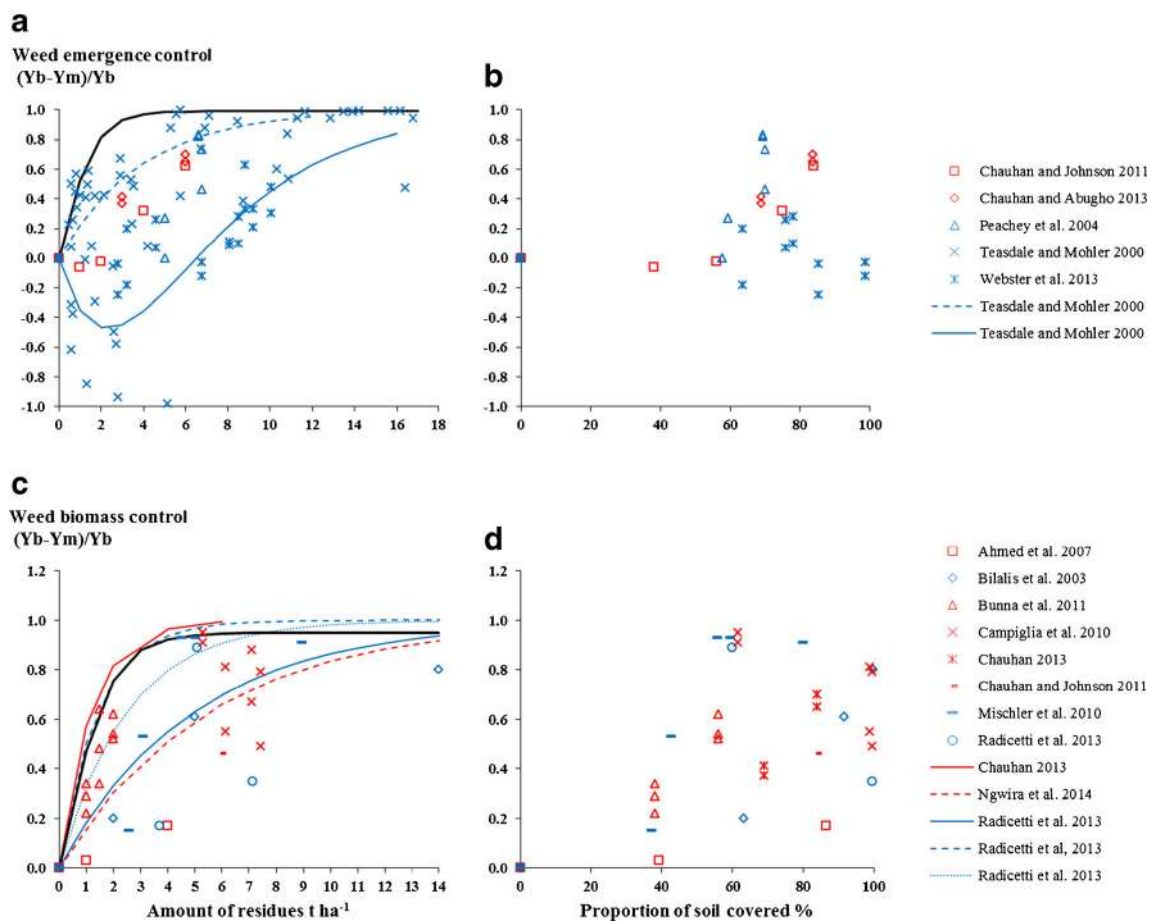 a
Weed emergence control
(Yb-Ym)/Yb
1.0
0.8
0.6
0.4
0.2
0.0
-0.2
-0.4
-0.6
-0.8
-1.0
0 2 4 6 8 10 12 14 16 18
b
1.0
0.8
0.6
0.4
0.2
0.0
-0.2
-0.4
-0.6
-0.8
-1.0
0 20 40 60 80 100
Chauhan and Johnson 2011
Chauhan and Abugho 2013
Peachey et al. 2004
Teasdale and Mohler 2000
Webster et al. 2013
Teasdale and Mohler 2000
Teasdale and Mohler 2000
c
Weed biomass control
(Yb-Ym)/Yb
1.2
1.0
0.8
0.6
0.4
0.2
0.0
0 1 2 3 4 5 6 7 8 9 10 11 12 13 14
Amount of residues t ha⁻¹
d
1.2
1.0
0.8
0.6
0.4
0.2
0.0
0 20 40 60 80 100
Proportion of soil covered %
Ahmed et al. 2007
Bilalis et al. 2003
Bunna et al. 2011
Campiglia et al. 2010
Chauhan 2013
Chauhan and Johnson 2011
Mischler et al. 2010
Radicetti et al. 2013
Chauhan 2013
Ngwira et al. 2014
Radicetti et al. 2013
Radicetti et al, 2013
Radicetti et al. 2013